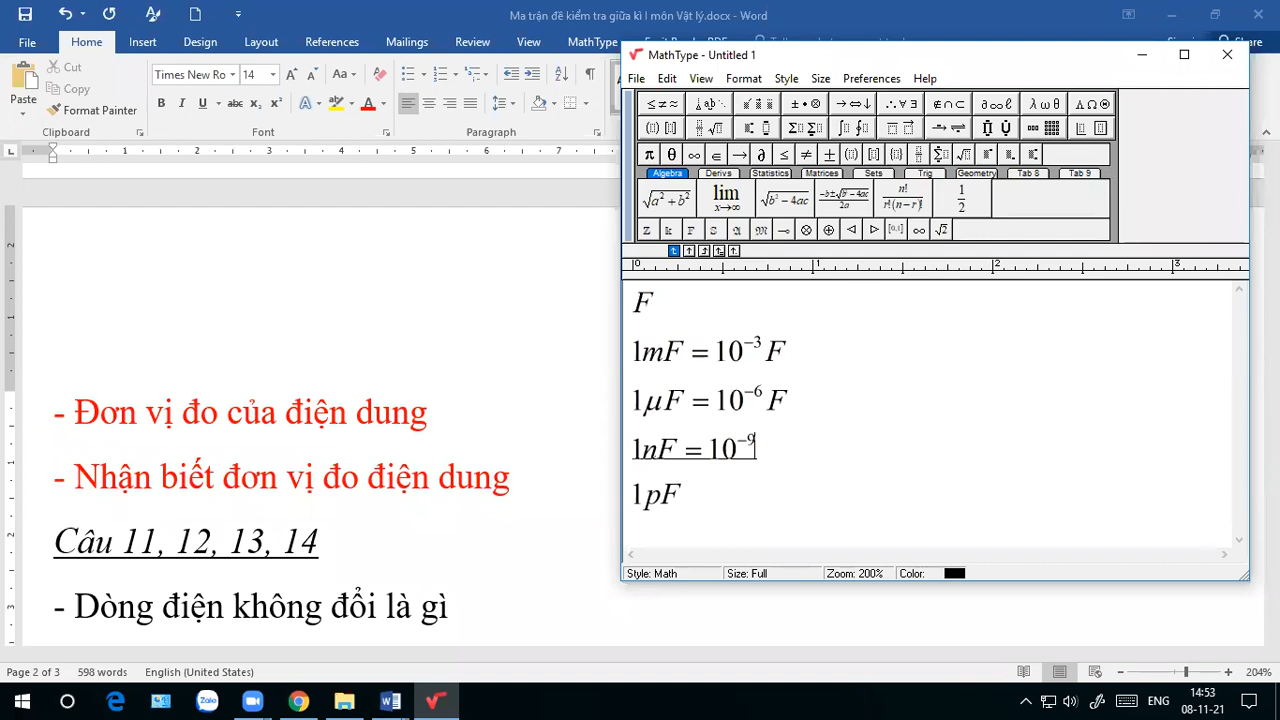 Ma trận đề kiểm tra giữa kì I môn Vật lý.docx - Word
File Home Insert Design Layout References Mailings Review View MathType
Cut
Copy
Format Painter
Paste
Times New Ro 14
Clipboard Font Paragraph
MathType - Untitled 1
File Edit View Format Style Size Preferences Help
Algebra Derivs Statistics Matrices Sets Trig Geometry Tab 8 Tab 9
F
1mF = 10⁻³ F
1μF = 10⁻⁶ F
1nF = 10⁻⁹
1pF
Style: Math Size: Full Zoom: 200% Color:
- Đơn vị đo của điện dung
- Nhận biết đơn vị đo điện dung
Câu 11, 12, 13, 14
- Dòng điện không đổi là gì
Page 2 of 3 598 words English (United States) 204%
Zalo
ENG
14:53
08-11-21